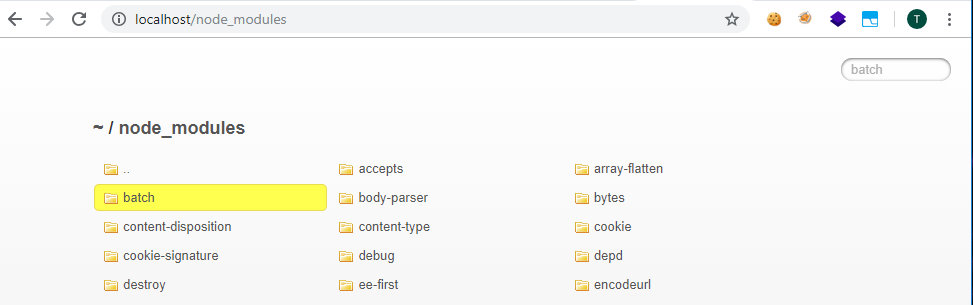 localhost/node_modules
T
batch
~ / node_modules
.. accepts array-flatten
batch body-parser bytes
content-disposition content-type cookie
cookie-signature debug depd
destroy ee-first encodeurl